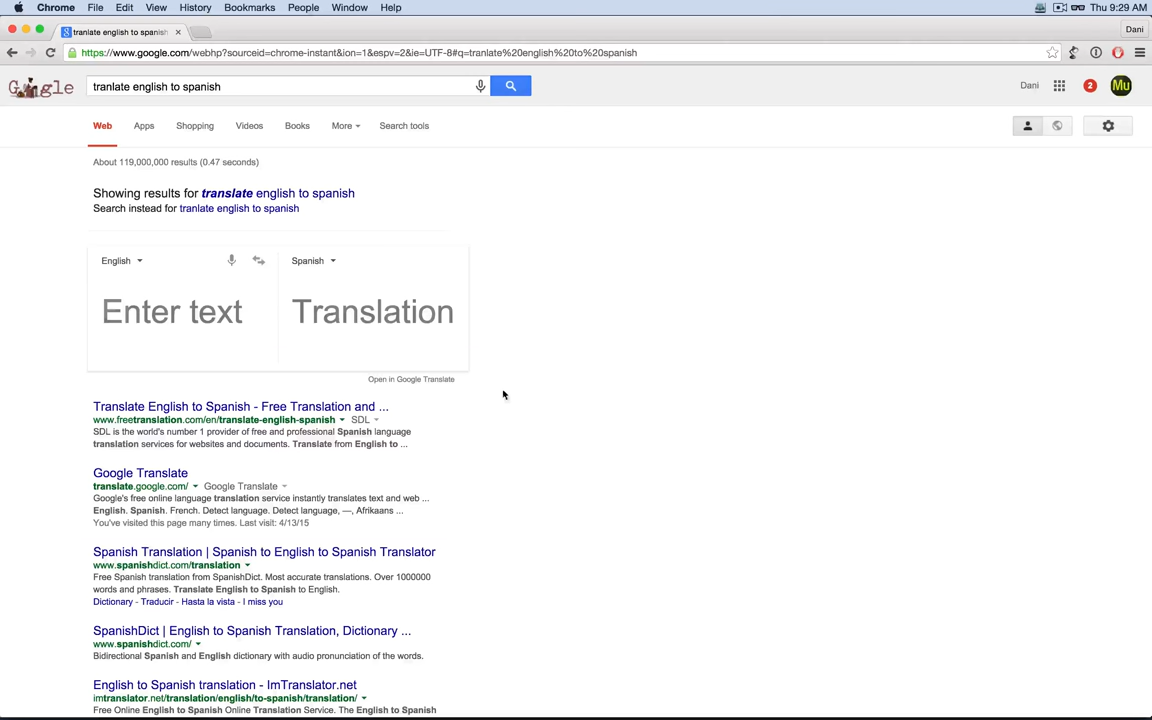 Chrome File Edit View History Bookmarks People Window Help Thu 9:29 AM
tranlate english to spanish Dani
https://www.google.com/webhp?sourceid=chrome-instant&ion=1&espv=2&ie=UTF-8#q=tranlate%20english%20to%20spanish
Google tranlate english to spanish Dani 2 Mu
Web Apps Shopping Videos Books More Search tools
About 119,000,000 results (0.47 seconds)
Showing results for translate english to spanish
Search instead for tranlate english to spanish
English Spanish
Enter text Translation
Open in Google Translate
Translate English to Spanish - Free Translation and ...
www.freetranslation.com/en/translate-english-spanish SDL
SDL is the world's number 1 provider of free and professional Spanish language
translation services for websites and documents. Translate from English to ...
Google Translate
translate.google.com/ Google Translate
Google's free online language translation service instantly translates text and web ...
English. Spanish. French. Detect language. Detect language, —, Afrikaans ...
You've visited this page many times. Last visit: 4/13/15
Spanish Translation | Spanish to English to Spanish Translator
www.spanishdict.com/translation
Free Spanish translation from SpanishDict. Most accurate translations. Over 1000000
words and phrases. Translate English to Spanish to English.
Dictionary - Traducir - Hasta la vista - I miss you
SpanishDict | English to Spanish Translation, Dictionary ...
www.spanishdict.com/
Bidirectional Spanish and English dictionary with audio pronunciation of the words.
English to Spanish translation - ImTranslator.net
imtranslator.net/translation/english/to-spanish/translation/
Free Online English to Spanish Online Translation Service. The English to Spanish